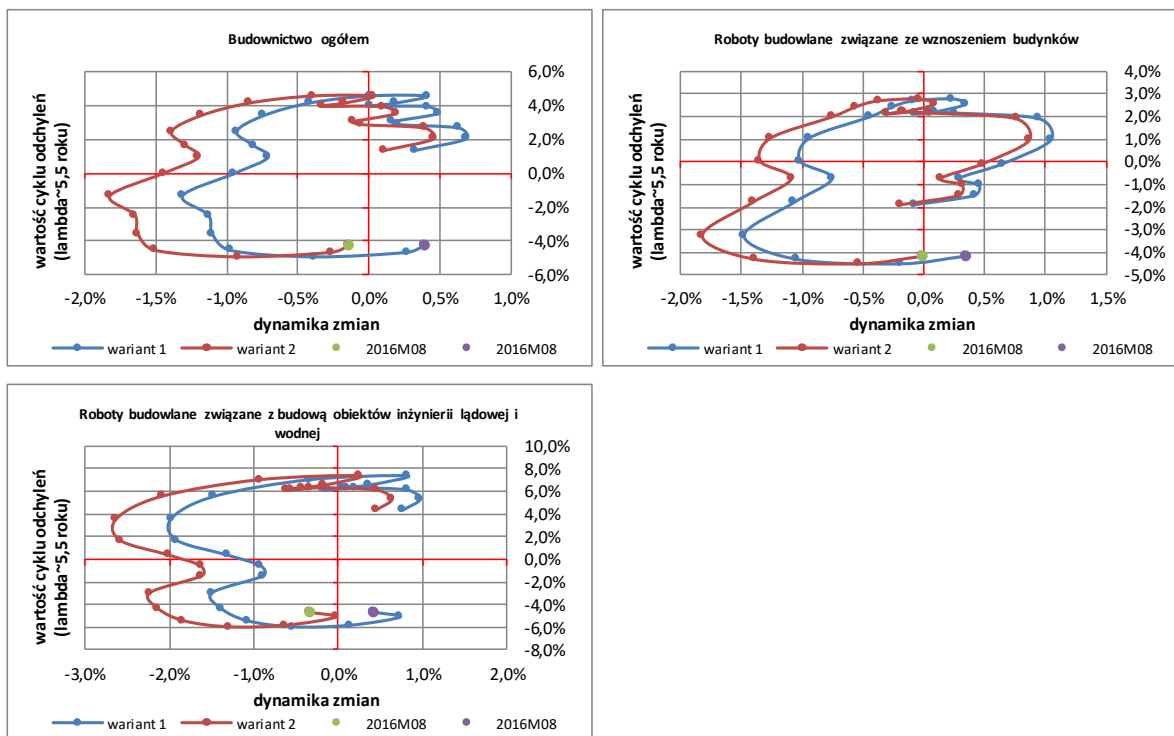 Budownictwo ogółem
6,0%
4,0%
2,0%
0,0%
-2,0%
-4,0%
-6,0%
wartość cyklu odchyleń
(lambda~5,5 roku)
-2,0% -1,5% -1,0% -0,5% 0,0% 0,5% 1,0%
dynamika zmian
wariant 1 wariant 2 2016M08 2016M08
Roboty budowlane związane ze wznoszeniem budynków
4,0%
3,0%
2,0%
1,0%
0,0%
-1,0%
-2,0%
-3,0%
-4,0%
-5,0%
wartość cyklu odchyleń
(lambda~5,5 roku)
-2,0% -1,5% -1,0% -0,5% 0,0% 0,5% 1,0% 1,5%
dynamika zmian
wariant 1 wariant 2 2016M08 2016M08
Roboty budowlane związane z budową obiektów inżynierii lądowej i
wodnej
10,0%
8,0%
6,0%
4,0%
2,0%
0,0%
-2,0%
-4,0%
-6,0%
-8,0%
wartość cyklu odchyleń
(lambda~5,5 roku)
-3,0% -2,0% -1,0% 0,0% 1,0% 2,0%
dynamika zmian
wariant 1 wariant 2 2016M08 2016M08